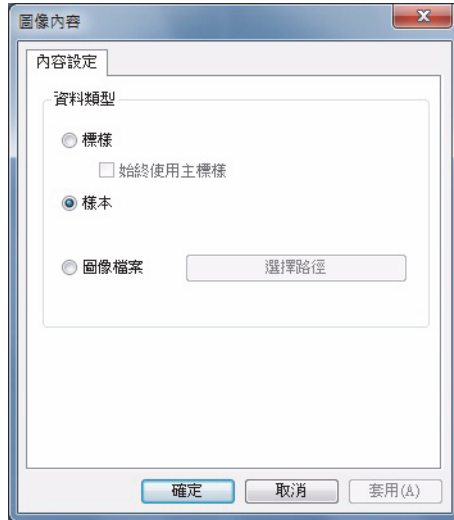 圖像內容
內容設定
資料類型
標樣
始終使用主標樣
樣本
圖像檔案 選擇路徑
確定 取消 套用(A)